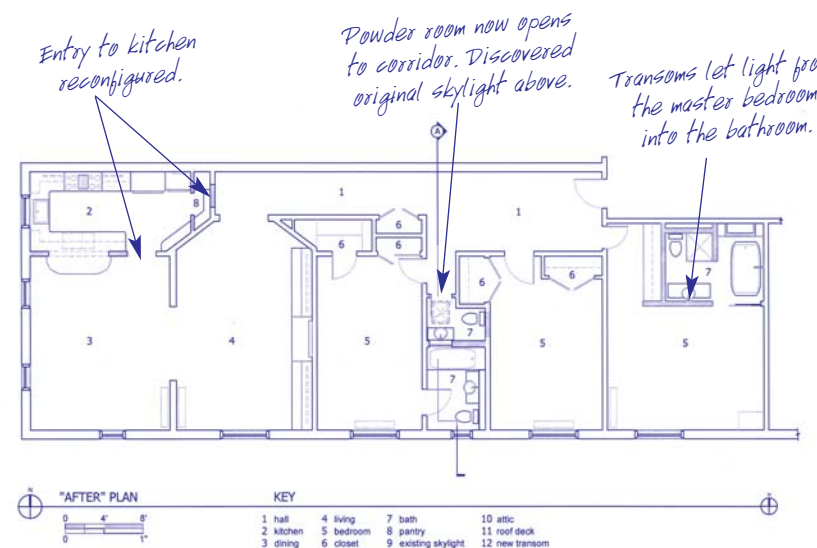 Entry to kitchen
reconfigured.
Powder room now opens
to corridor. Discovered
original skylight above.
Transoms let light fro
the master bedroom
into the bathroom.
A
1
1
2
8
6
6
6
6
6
7
3
4
5
7
5
5
7
N
"AFTER" PLAN
KEY
N
0 4' 8'
0 1"
1 hall
2 kitchen
3 dining
4 living
5 bedroom
6 closet
7 bath
8 pantry
9 existing skylight
10 attic
11 roof deck
12 new transom